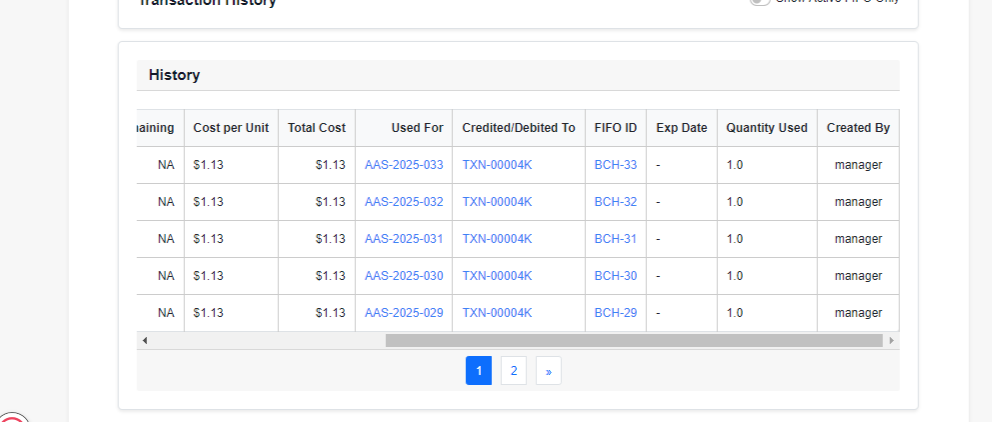 Transaction History Show Active FIFO Only
History
aining Cost per Unit Total Cost Used For Credited/Debited To FIFO ID Exp Date Quantity Used Created By
NA $1.13 $1.13 AAS-2025-033 TXN-00004K BCH-33 - 1.0 manager
NA $1.13 $1.13 AAS-2025-032 TXN-00004K BCH-32 - 1.0 manager
NA $1.13 $1.13 AAS-2025-031 TXN-00004K BCH-31 - 1.0 manager
NA $1.13 $1.13 AAS-2025-030 TXN-00004K BCH-30 - 1.0 manager
NA $1.13 $1.13 AAS-2025-029 TXN-00004K BCH-29 - 1.0 manager
1 2 »